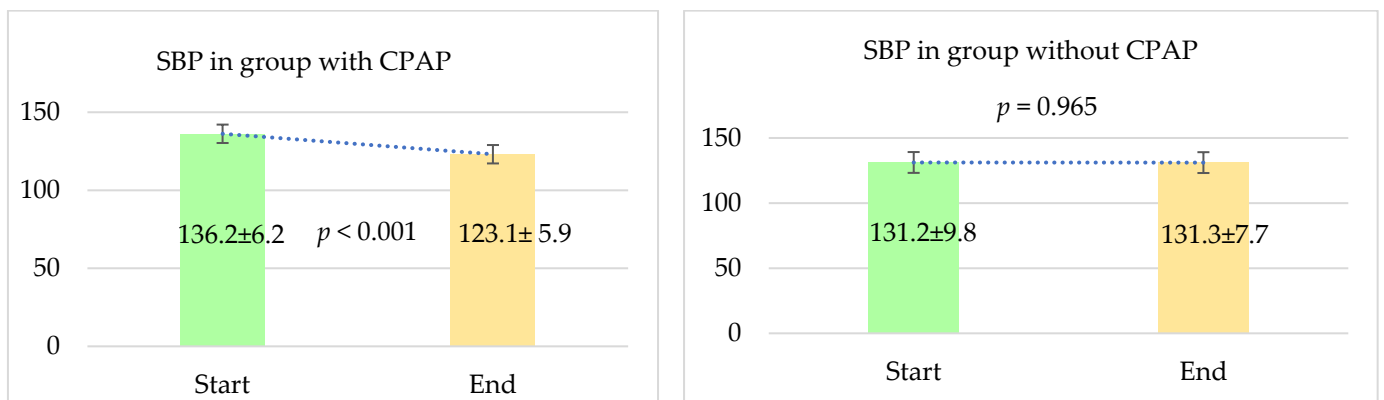 SBP in group with CPAP
150
100
50
0
136.2±6.2
p < 0.001
123.1± 5.9
Start
End
SBP in group without CPAP
p = 0.965
150
100
50
0
131.2±9.8
131.3±7.7
Start
End